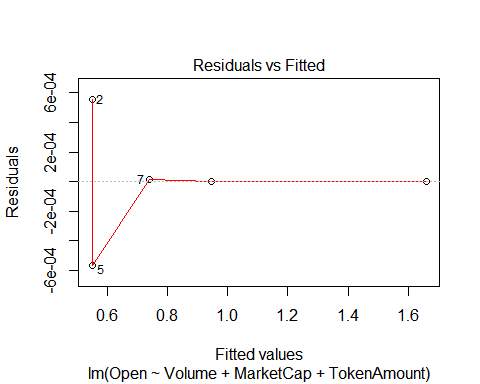 Residuals vs Fitted
Residuals
6e-04
2e-04
-2e-04
-6e-04
2
7
5
0.6 0.8 1.0 1.2 1.4 1.6
Fitted values
lm(Open ~ Volume + MarketCap + TokenAmount)